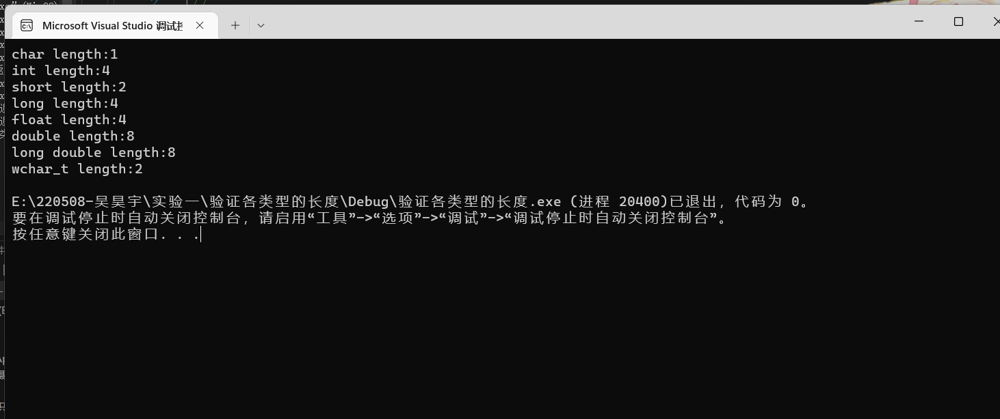 Microsoft Visual Studio 调试
char length:1
int length:4
short length:2
long length:4
float length:4
double length:8
long double length:8
wchar_t length:2
E:\220508-吴昊宇\实验一\验证各类型的长度\Debug\验证各类型的长度.exe (进程 20400)已退出，代码为 0。
要在调试停止时自动关闭控制台，请启用“工具”->“选项”->“调试”->“调试停止时自动关闭控制台”。
按任意键关闭此窗口. . .